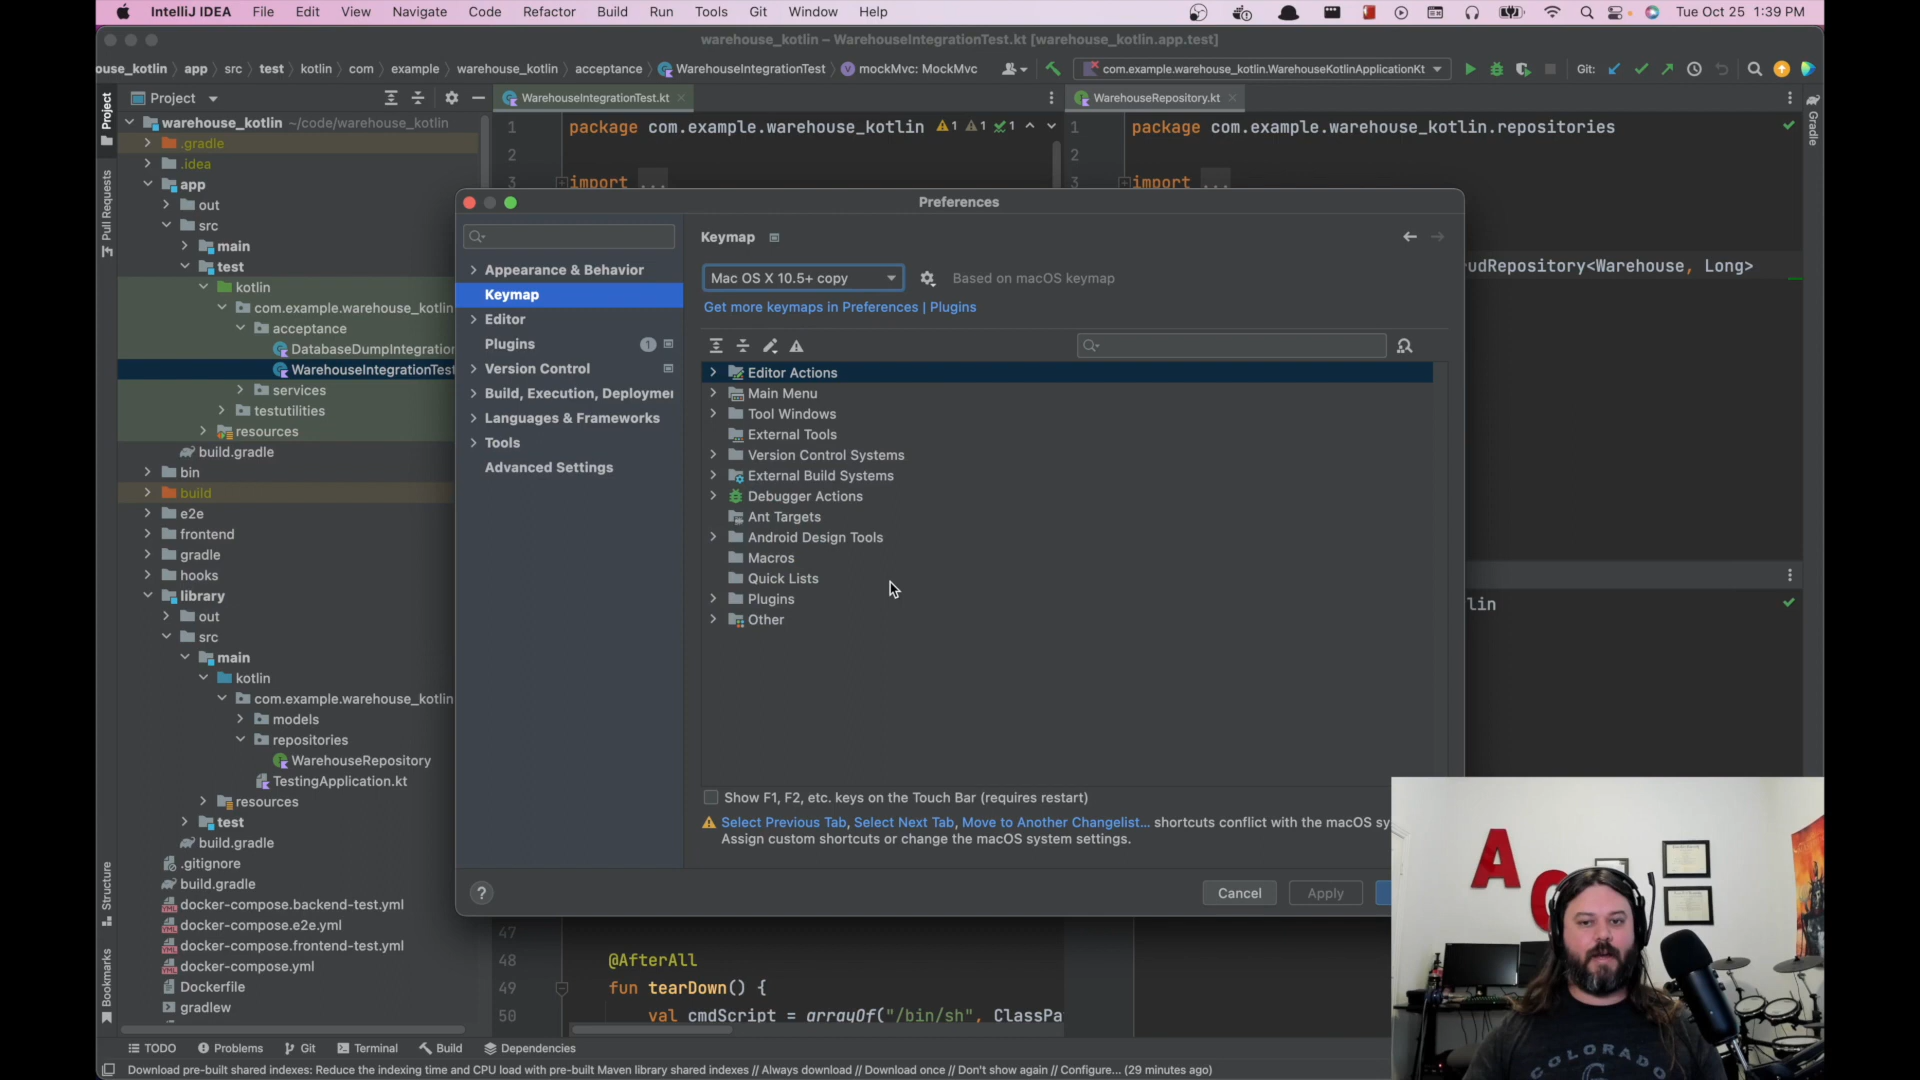 IntelliJ IDEA File Edit View Navigate Code Refactor Build Run Tools Git Window Help Tue Oct 25 1:39 PM
warehouse_kotlin – WarehouseIntegrationTest.kt [warehouse_kotlin.app.test]
ouse_kotlin app src test kotlin com example warehouse_kotlin acceptance WarehouseIntegrationTest mockMvc: MockMvc com.example.warehouse_kotlin.WarehouseKotlinApplicationKt Git:
Project
Pull Requests
Structure
Bookmarks
Project
warehouse_kotlin ~/code/warehouse_kotlin
.gradle
.idea
app
out
src
main
test
kotlin
com.example.warehouse_kotlin
acceptance
DatabaseDumpIntegration
WarehouseIntegrationTest
services
testutilities
resources
build.gradle
bin
build
e2e
frontend
gradle
hooks
library
out
src
main
kotlin
com.example.warehouse_kotlin
models
repositories
WarehouseRepository
TestingApplication.kt
resources
test
build.gradle
.gitignore
build.gradle
docker-compose.backend-test.yml
docker-compose.e2e.yml
docker-compose.frontend-test.yml
docker-compose.yml
Dockerfile
gradlew
WarehouseIntegrationTest.kt
1 package com.example.warehouse_kotlin 1 1 1
2
3 import ...
WarehouseRepository.kt
1 package com.example.warehouse_kotlin.repositories
2
3 import ...
udRepository<Warehouse, Long>
lin
Gradle
Preferences
Appearance & Behavior
Keymap
Editor
Plugins 1
Version Control
Build, Execution, Deploymen
Languages & Frameworks
Tools
Advanced Settings
Keymap
Mac OS X 10.5+ copy Based on macOS keymap
Get more keymaps in Preferences | Plugins
Editor Actions
Main Menu
Tool Windows
External Tools
Version Control Systems
External Build Systems
Debugger Actions
Ant Targets
Android Design Tools
Macros
Quick Lists
Plugins
Other
Show F1, F2, etc. keys on the Touch Bar (requires restart)
Select Previous Tab, Select Next Tab, Move to Another Changelist... shortcuts conflict with the macOS sy
Assign custom shortcuts or change the macOS system settings.
? Cancel Apply
47
48 @AfterAll
49 fun tearDown() {
50 val cmdScript = arrayOf("/bin/sh", ClassPa
A
COLORADO
TODO Problems Git Terminal Build Dependencies
Download pre-built shared indexes: Reduce the indexing time and CPU load with pre-built Maven library shared indexes // Always download // Download once // Don't show again // Configure... (29 minutes ago)